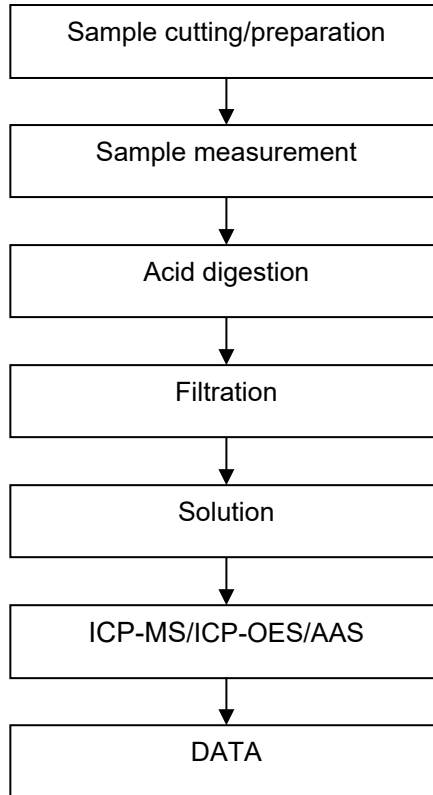 Sample cutting/preparation
Sample measurement
Acid digestion
Filtration
Solution
ICP-MS/ICP-OES/AAS
DATA